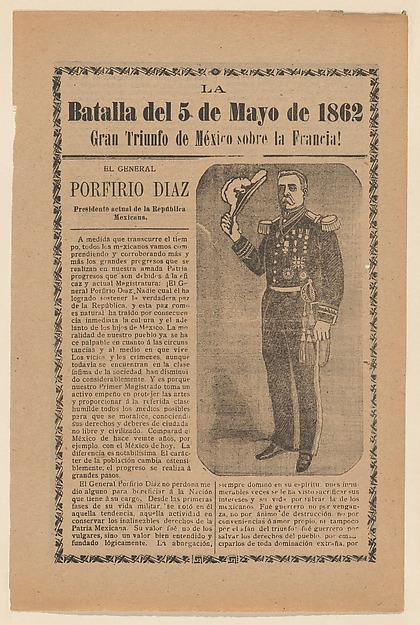 LA
Batalla del 5 de Mayo de 1862
Gran Triunfo de México sobre la Francia!
EL GENERAL
PORFIRIO DIAZ
Presidente actual de la República
Mexicana.
A medida que transcurre el tiem
po, todos los mexicanos vamos com
prendiendo y corroborando más y
más los grandes progresos que se
realizan en nuestra amada Patria
progresos que son debidos á la efi
caz y actual Magistratura: ¡El Ge-
neral Porfirio Diaz, Nadie cual él ha
logrado sostener la verdadera paz
de la República, y esta paz como
es natural ha traido por consecuen
cia inmediata la cultura y el ade
lanto de los hijos de México. La mo
ralidad de nuestro pueblo ya se ha
ce palpable en cuanto á las circuns
tancias y al medio en que vive
Los vicios y los crimenes, aunque
todavia se encuentran en la clase
ínfima de la sociedad han disminui
do considerablemente. Y es porque
nuestro Primer Magistrado toma un
activo empeño en protejer las artes
y proporcionar á la referida clase
humilde todos los medios posibles
para que se moralice, conociendo
sus derechos y deberes de ciudada
no libre y civilizado. Comparad el
México de hace veinte años, por
ejemplo, con el México de hoy. La
diferencia es notabilisima. El carác-
ter de la población cambia ostensi-
blemente; el progreso se realiza á
grandes pasos.
El General Porfirio Diaz no perdona me
dio alguno para beneficiar á la Nación
que tiene á su cargo. Desde las primeras
fases de su vida militar, se notó en él
aquella tendencia, aquella actividad en
conservar los inalienables derechos de la
Patria Mexicana. Su valor fué, no de los
vulgares, sino un valor bien entendido y
fundado lógicamente. La abnegación,
siempre dominó en su espiritu, pues innu-
merables veces se le ha visto sacrificar sus
intereses y su vida por salvar la de los
mexicanos. Fué guerrero no por vengan-
za, no por ánimo de destrucción, no por
conveniencias ó amor propio, ni tampoco
por el afán del triunfo; fué guerrero por
salvar los derechos del pueblo, por eman
ciparlos de toda dominación extraña, por